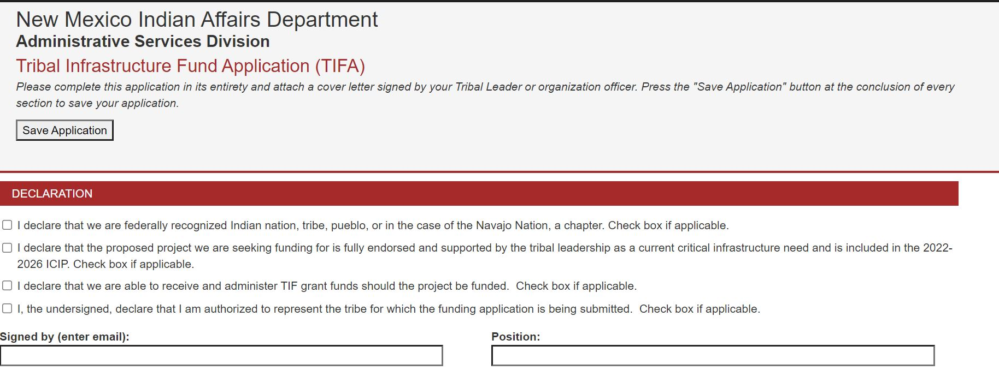 New Mexico Indian Affairs Department
Administrative Services Division
Tribal Infrastructure Fund Application (TIFA)
Please complete this application in its entirety and attach a cover letter signed by your Tribal Leader or organization officer. Press the "Save Application" button at the conclusion of every
section to save your application.
Save Application
DECLARATION
I declare that we are federally recognized Indian nation, tribe, pueblo, or in the case of the Navajo Nation, a chapter. Check box if applicable.
I declare that the proposed project we are seeking funding for is fully endorsed and supported by the tribal leadership as a current critical infrastructure need and is included in the 2022-
2026 ICIP. Check box if applicable.
I declare that we are able to receive and administer TIF grant funds should the project be funded.  Check box if applicable.
I, the undersigned, declare that I am authorized to represent the tribe for which the funding application is being submitted.  Check box if applicable.
Signed by (enter email):
Position: